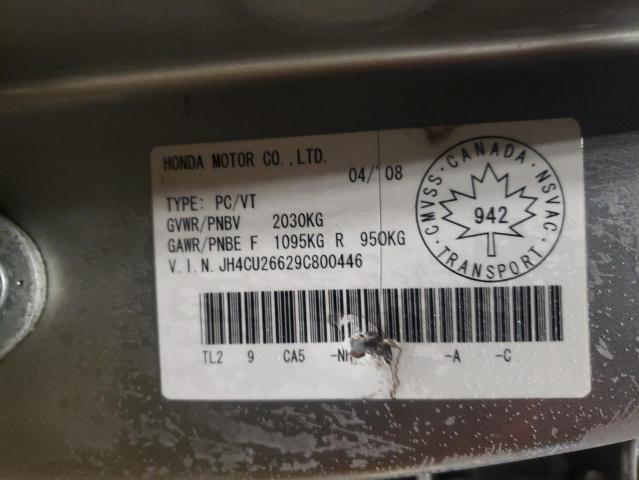 HONDA MOTOR CO.,LTD.
04/'08
TYPE: PC/VT
GVWR/PNBV 2030KG
GAWR/PNBE F 1095KG R 950KG
V.I.N. JH4CU26629C800446
CMVSS · CANADA · NSVAC
942
TRANSPORT
TL2 9 CA5 -A -C